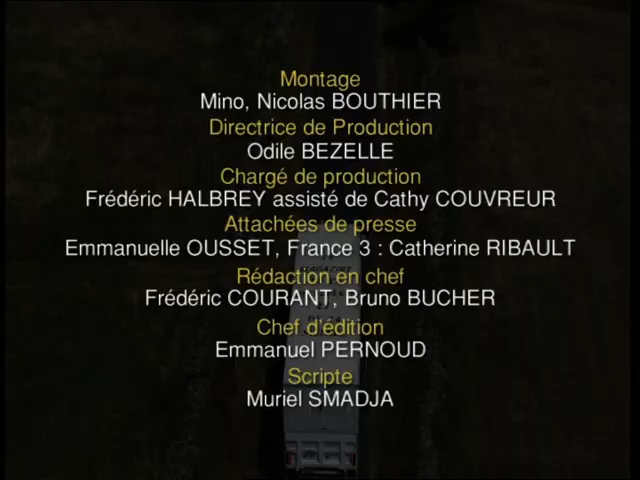 Montage
Mino, Nicolas BOUTHIER
Directrice de Production
Odile BEZELLE
Chargé de production
Frédéric HALBREY assisté de Cathy COUVREUR
Attachées de presse
Emmanuelle OUSSET, France 3 : Catherine RIBAULT
Rédaction en chef
Frédéric COURANT, Bruno BUCHER
Chef d'édition
Emmanuel PERNOUD
Scripte
Muriel SMADJA